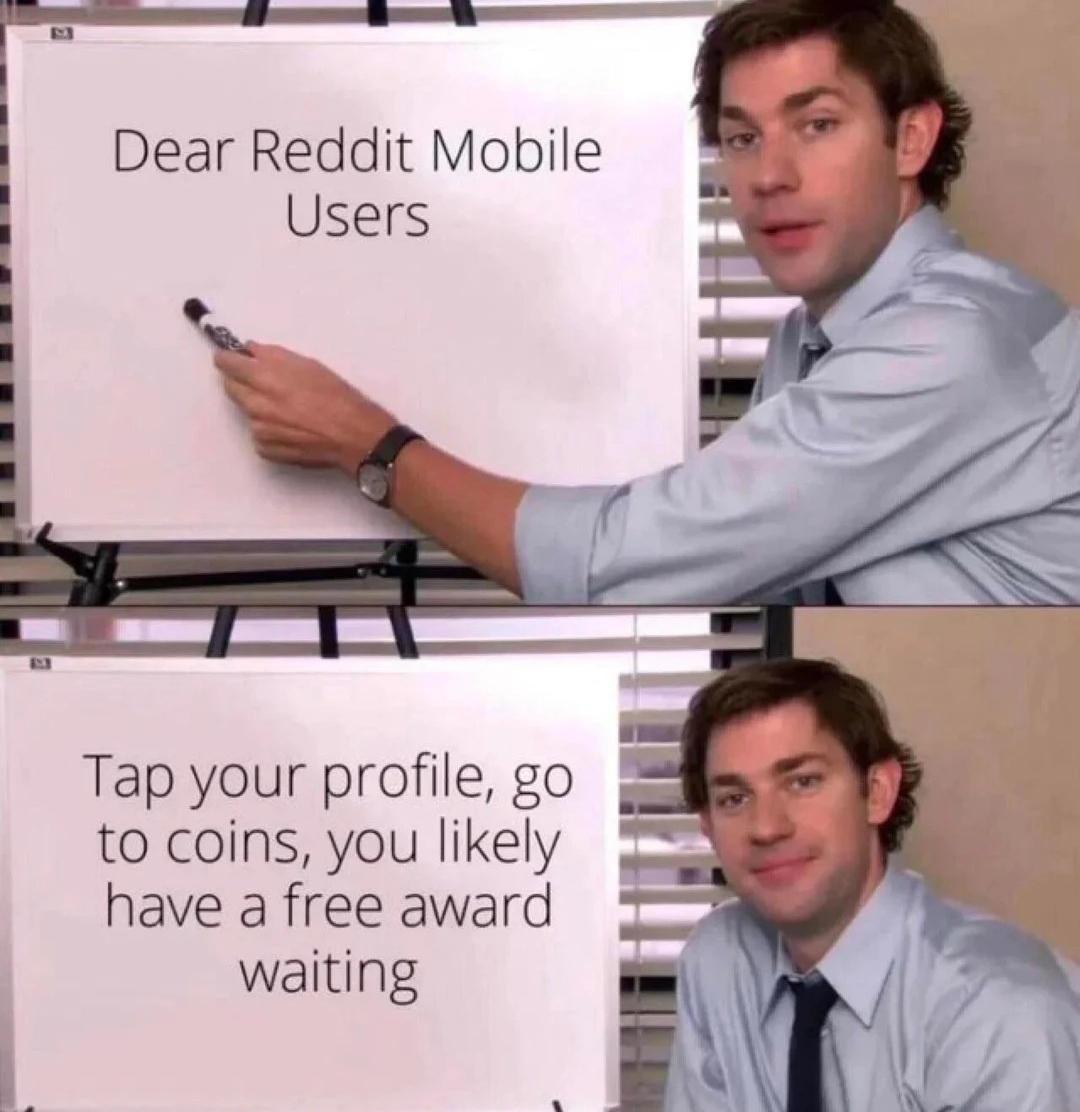 Dear Reddit Mobile
Users
Tap your profile, go
to coins, you likely
have a free award
waiting